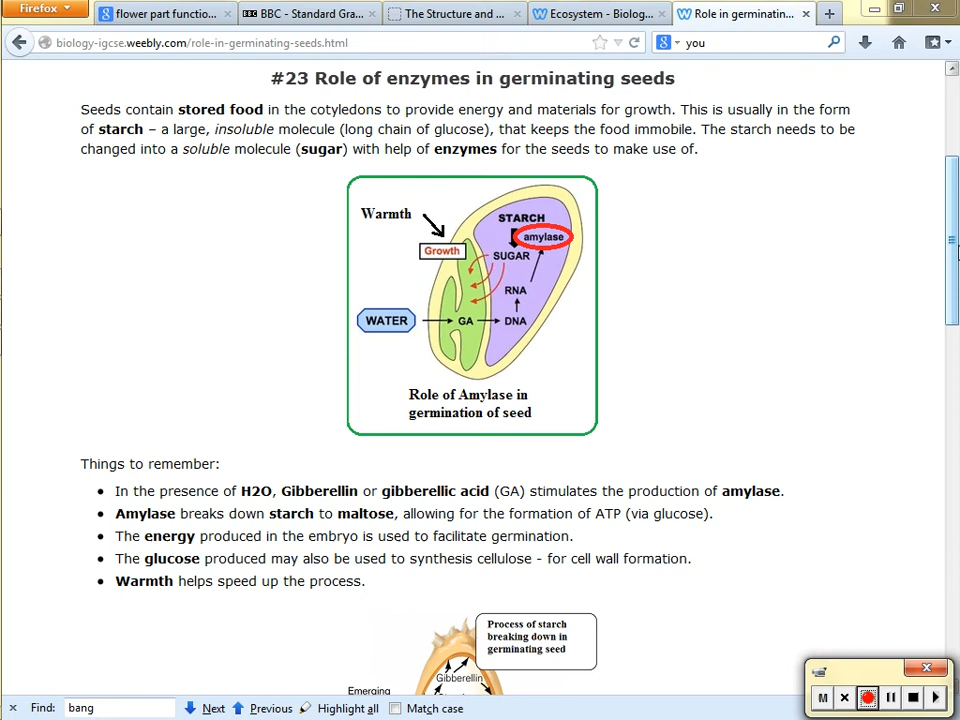 Firefox
flower part functio...
BBC - Standard Gra...
The Structure and ...
Ecosystem - Biolog...
Role in germinatin...
biology-igcse.weebly.com/role-in-germinating-seeds.html
you
#23 Role of enzymes in germinating seeds
Seeds contain stored food in the cotyledons to provide energy and materials for growth. This is usually in the form
of starch – a large, insoluble molecule (long chain of glucose), that keeps the food immobile. The starch needs to be
changed into a soluble molecule (sugar) with help of enzymes for the seeds to make use of.
Warmth
STARCH
amylase
Growth
SUGAR
RNA
WATER
GA
DNA
Role of Amylase in
germination of seed
Things to remember:
In the presence of H2O, Gibberellin or gibberellic acid (GA) stimulates the production of amylase.
Amylase breaks down starch to maltose, allowing for the formation of ATP (via glucose).
The energy produced in the embryo is used to facilitate germination.
The glucose produced may also be used to synthesis cellulose - for cell wall formation.
Warmth helps speed up the process.
Process of starch
breaking down in
germinating seed
Gibberellin
Emerging
M
Find:
bang
Next
Previous
Highlight all
Match case